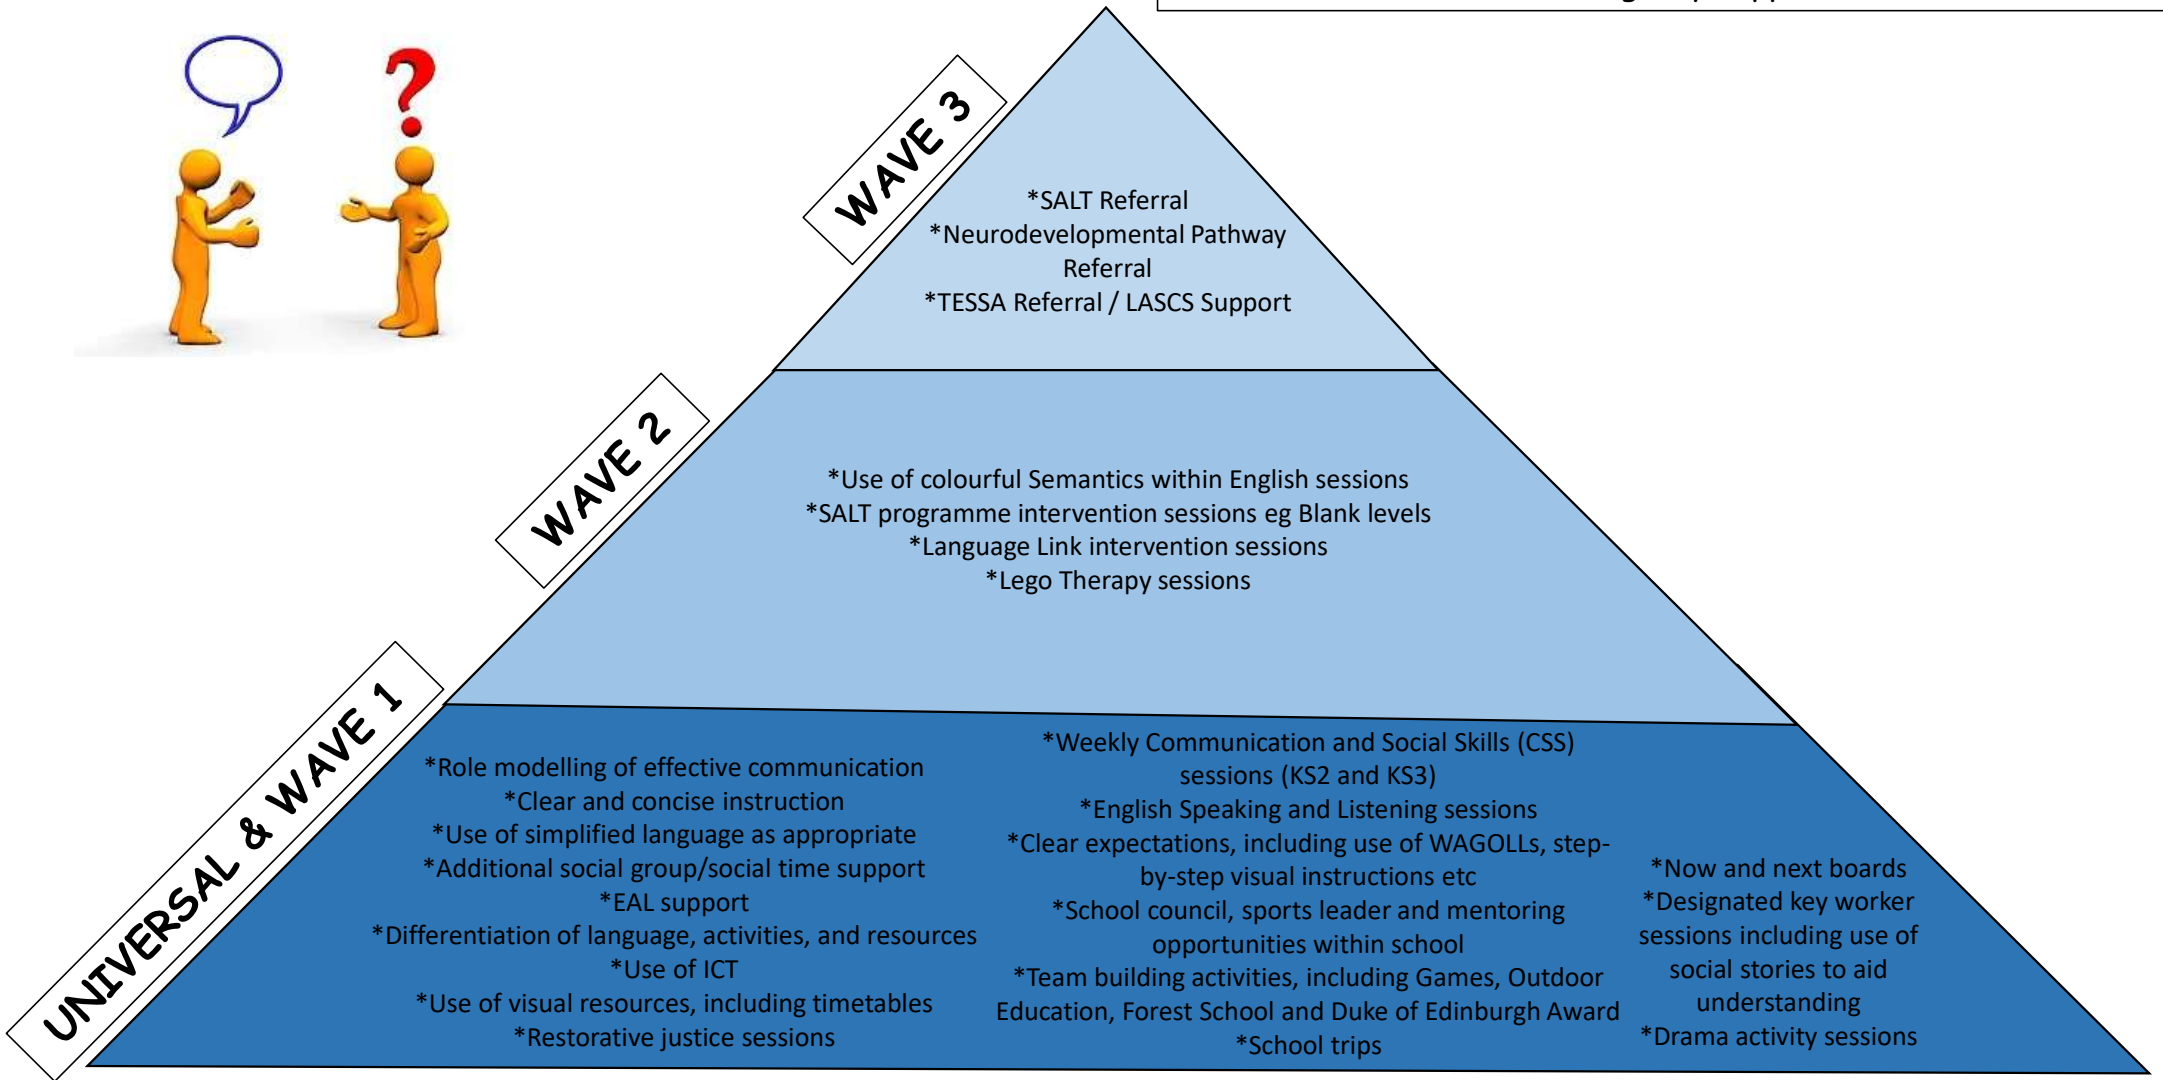 WAVE 3
*SALT Referral
*Neurodevelopmental Pathway
Referral
*TESSA Referral / LASCS Support
WAVE 2
*Use of colourful Semantics within English sessions
*SALT programme intervention sessions eg Blank levels
*Language Link intervention sessions
*Lego Therapy sessions
UNIVERSAL & WAVE 1
*Role modelling of effective communication
*Clear and concise instruction
*Use of simplified language as appropriate
*Additional social group/social time support
*EAL support
*Differentiation of language, activities, and resources
*Use of ICT
*Use of visual resources, including timetables
*Restorative justice sessions
*Weekly Communication and Social Skills (CSS)
sessions (KS2 and KS3)
*English Speaking and Listening sessions
*Clear expectations, including use of WAGOLLs, step-
by-step visual instructions etc
*School council, sports leader and mentoring
opportunities within school
*Team building activities, including Games, Outdoor
Education, Forest School and Duke of Edinburgh Award
*School trips
*Now and next boards
*Designated key worker
sessions including use of
social stories to aid
understanding
*Drama activity sessions
?